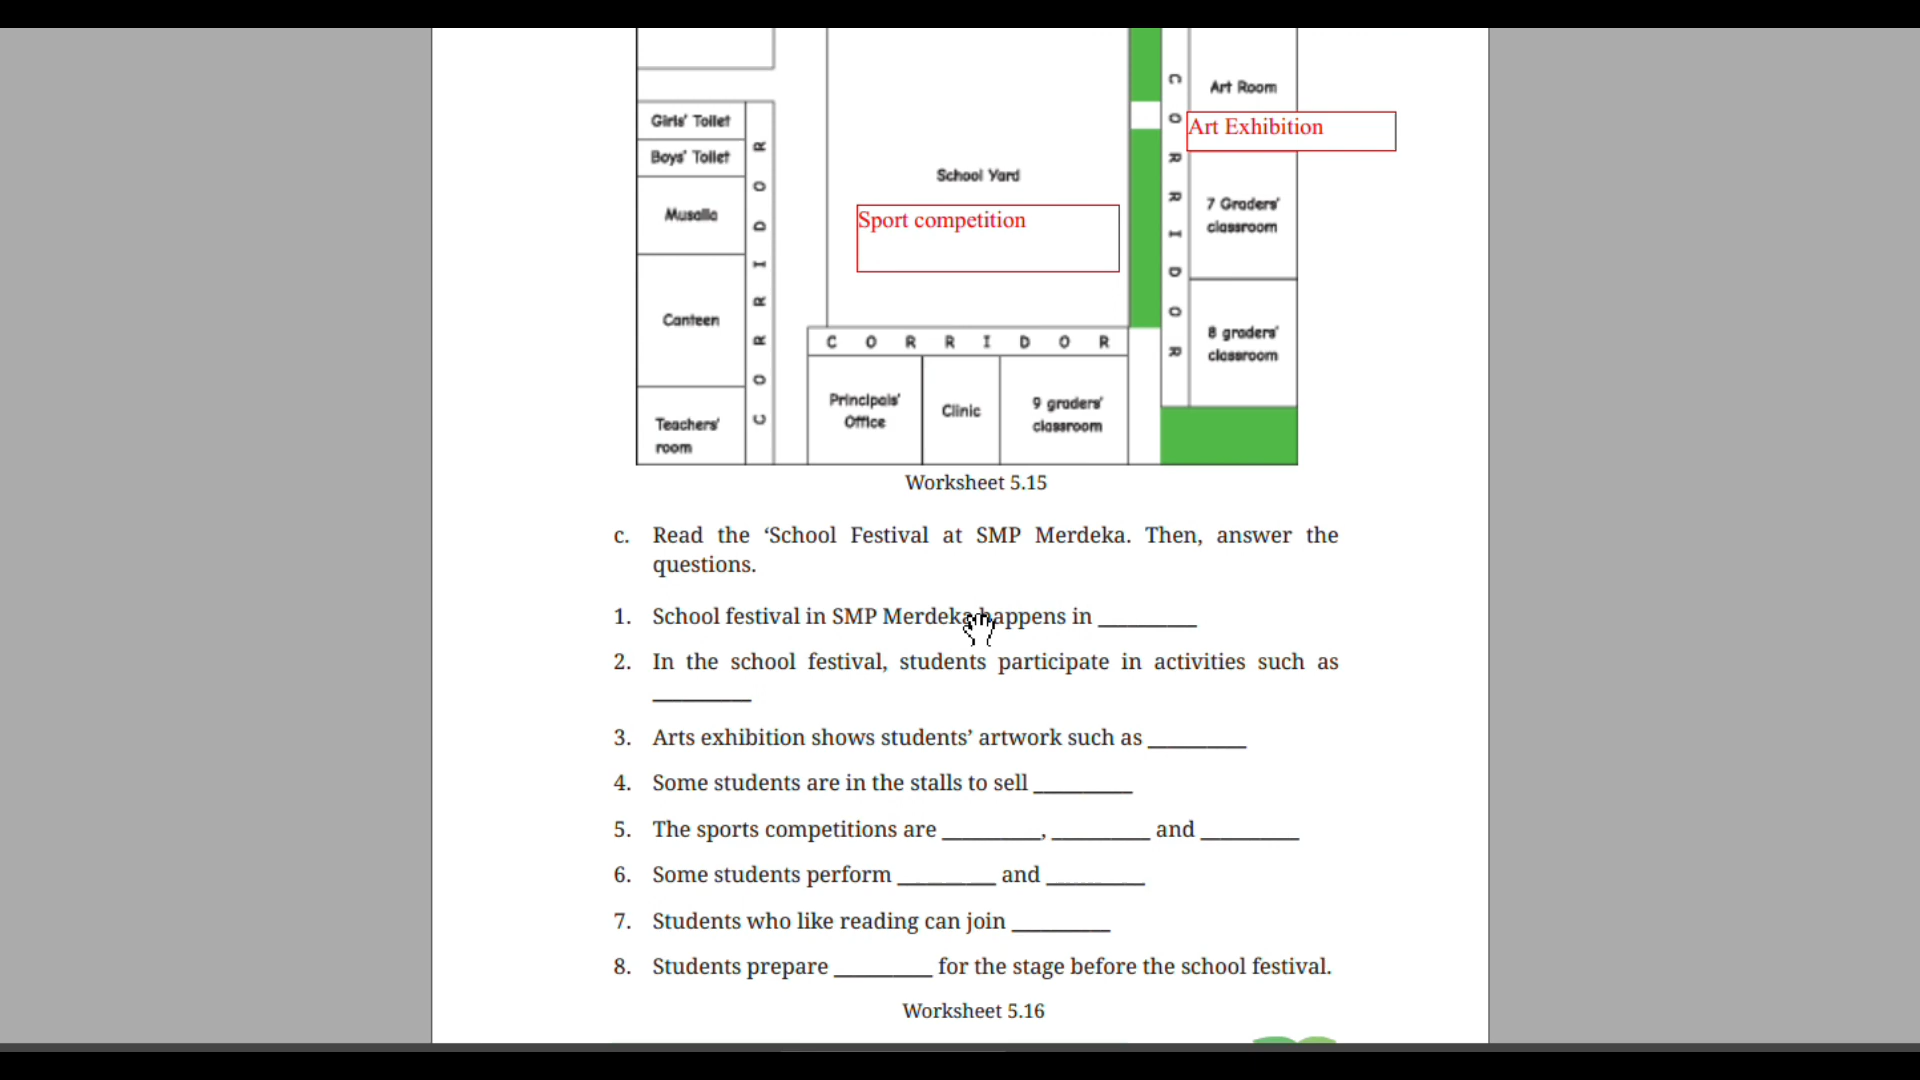 Art Room
Art Exhibition
Girls' Toilet
Boys' Toilet
Musalla
Canteen
Teachers'
room
CORRIDOR
School Yard
Sport competition
CORRIDOR
Principals'
Office
Clinic
9 graders'
classroom
CORRIDOR
7 Graders'
classroom
8 graders'
classroom
Worksheet 5.15
c. Read the ‘School Festival at SMP Merdeka. Then, answer the
questions.
1. School festival in SMP Merdeka happens in _________
2. In the school festival, students participate in activities such as
_________
3. Arts exhibition shows students’ artwork such as _________
4. Some students are in the stalls to sell _________
5. The sports competitions are _________, _________ and _________
6. Some students perform _________ and _________
7. Students who like reading can join _________
8. Students prepare _________ for the stage before the school festival.
Worksheet 5.16